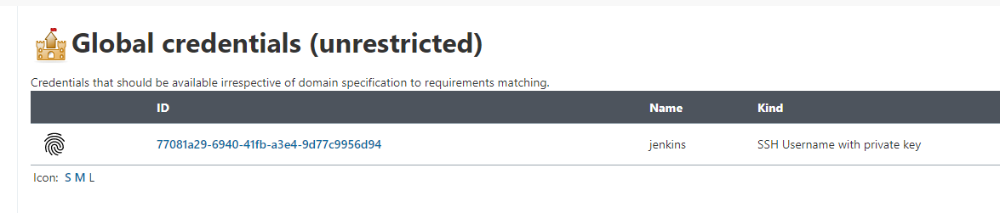 Global credentials (unrestricted)
Credentials that should be available irrespective of domain specification to requirements matching.
ID Name Kind
77081a29-6940-41fb-a3e4-9d77c9956d94 jenkins SSH Username with private key
Icon: S M L